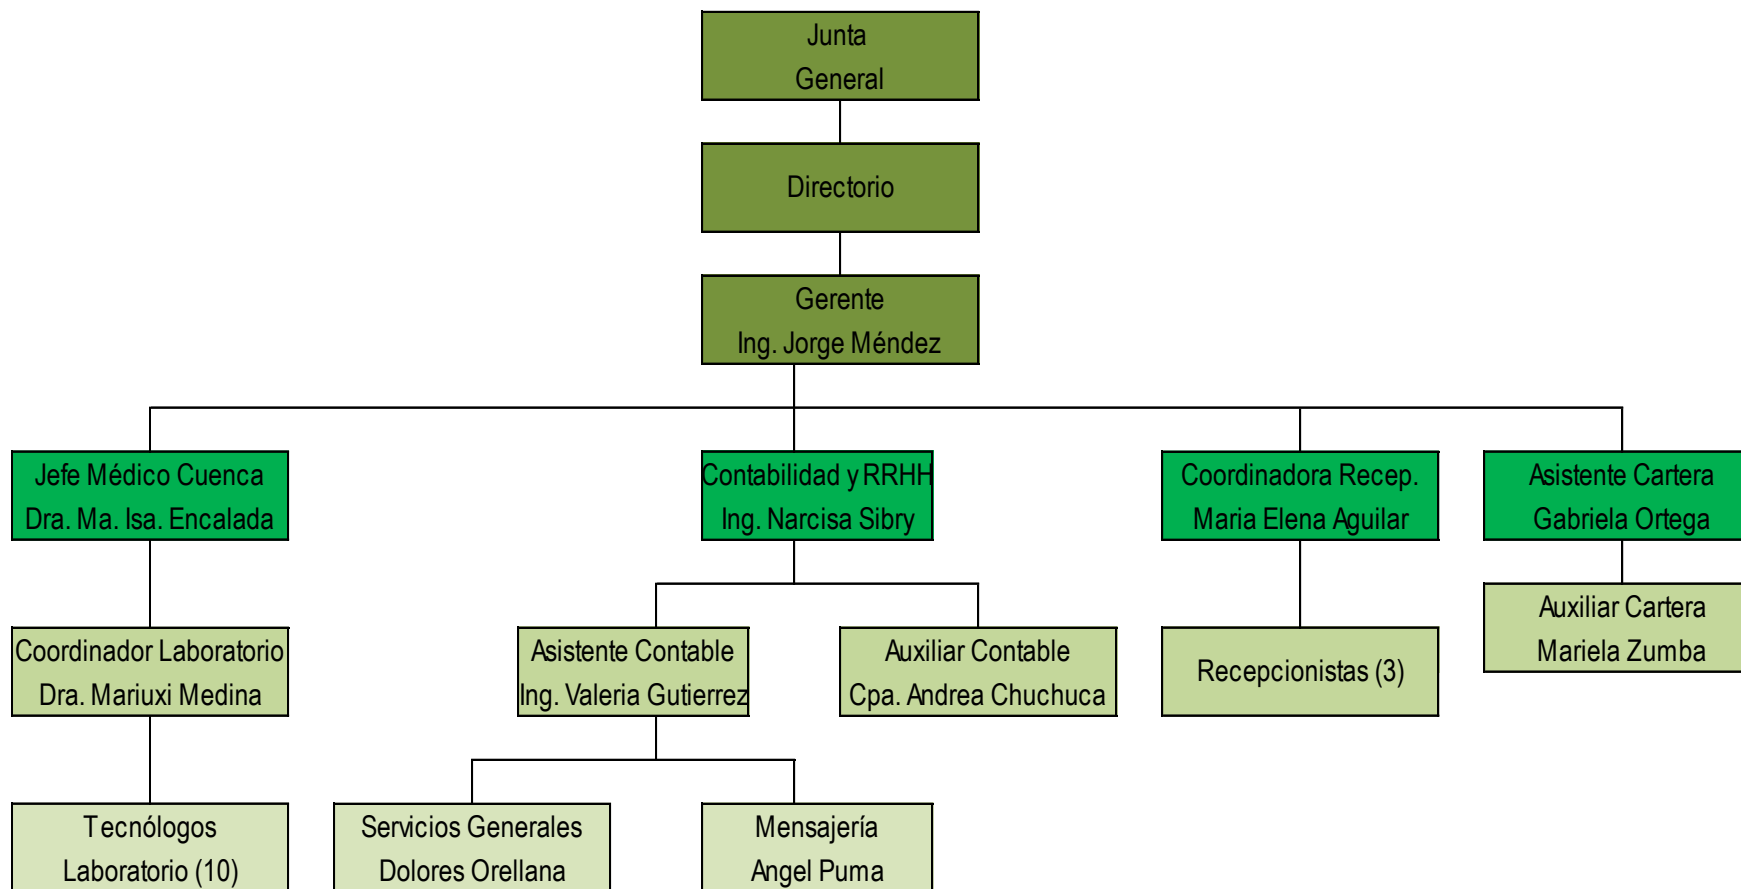 Junta
General
Directorio
Gerente
Ing. Jorge Méndez
Jefe Médico Cuenca
Dra. Ma. Isa. Encalada
Contabilidad y RRHH
Ing. Narcisa Sibry
Coordinadora Recep.
Maria Elena Aguilar
Asistente Cartera
Gabriela Ortega
Coordinador Laboratorio
Dra. Mariuxi Medina
Asistente Contable
Ing. Valeria Gutierrez
Auxiliar Contable
Cpa. Andrea Chuchuca
Recepcionistas (3)
Auxiliar Cartera
Mariela Zumba
Tecnólogos
Laboratorio (10)
Servicios Generales
Dolores Orellana
Mensajería
Angel Puma